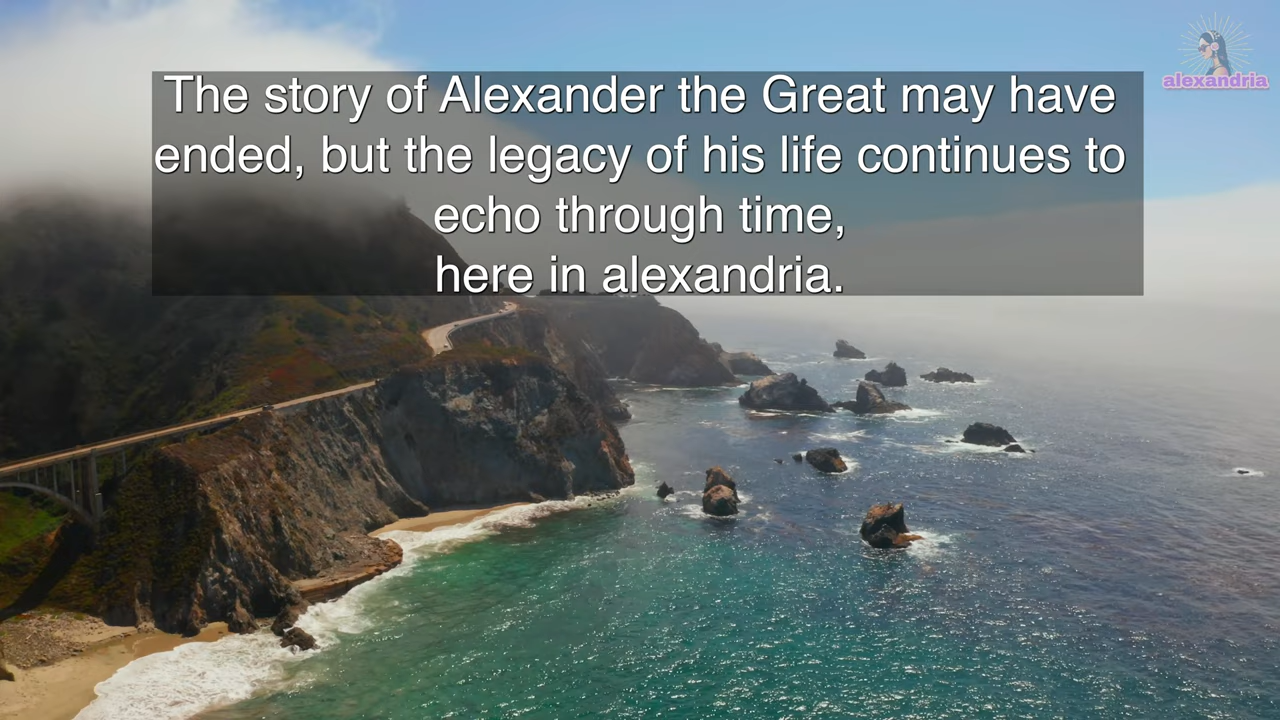 alexandria
The story of Alexander the Great may have
ended, but the legacy of his life continues to
echo through time,
here in alexandria.